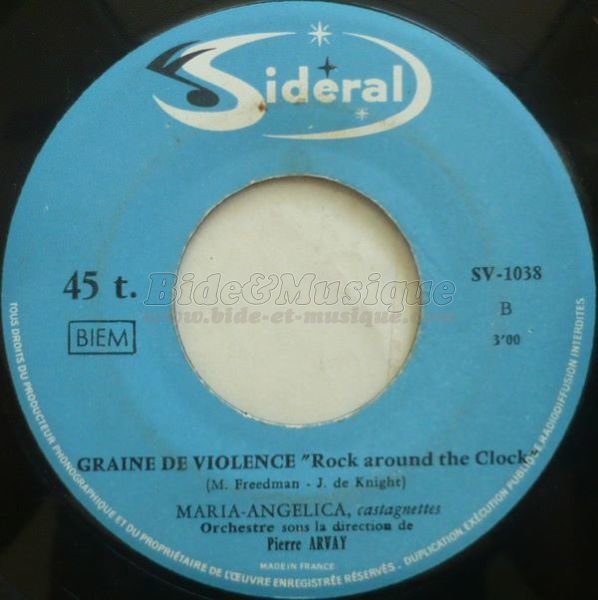 Sideral
45 t.
BIEM
SV-1038
B
3'00
Bide&Musique
www.bide-et-musique.com
GRAINE DE VIOLENCE "Rock around the Clock"
(M. Freedman - J. de Knight)
MARIA-ANGELICA, castagnettes
Orchestre sous la direction de
Pierre ARVAY
MADE IN FRANCE
TOUS DROITS DU PRODUCTEUR PHONOGRAPHIQUE ET DU PROPRIÉTAIRE DE L'ŒUVRE ENREGISTRÉE RÉSERVÉS. DUPLICATION EXÉCUTION PUBLIQUE RADIODIFFUSION INTERDITES